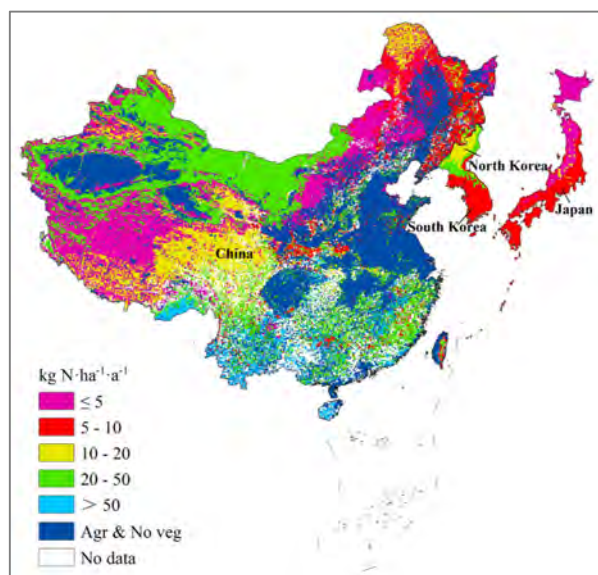 North Korea
South Korea
Japan
China
kg N·ha⁻¹·a⁻¹
≤ 5
5 - 10
10 - 20
20 - 50
＞ 50
Agr & No veg
No data